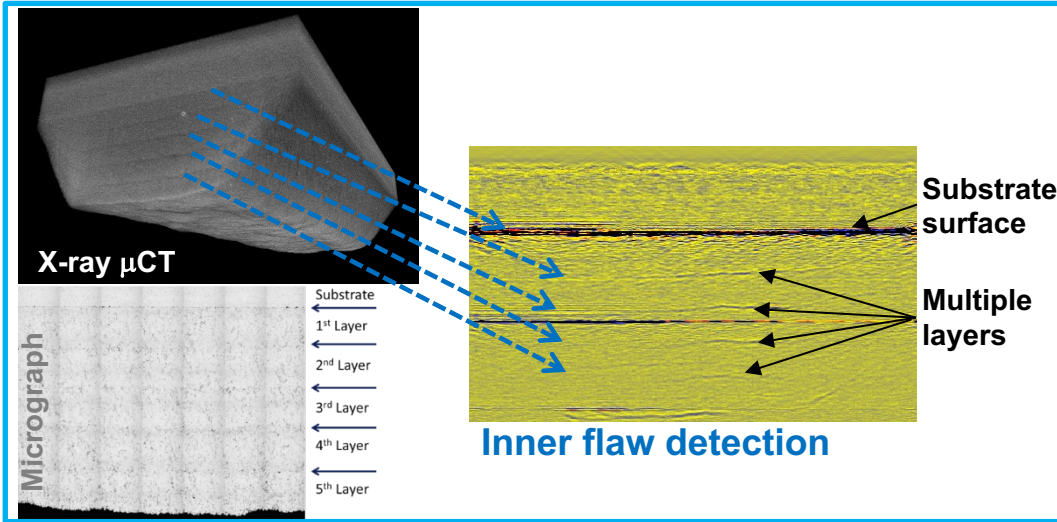 X-ray μCT
Micrograph
Substrate
1st Layer
2nd Layer
3rd Layer
4th Layer
5th Layer
Substrate
surface
Multiple
layers
Inner flaw detection